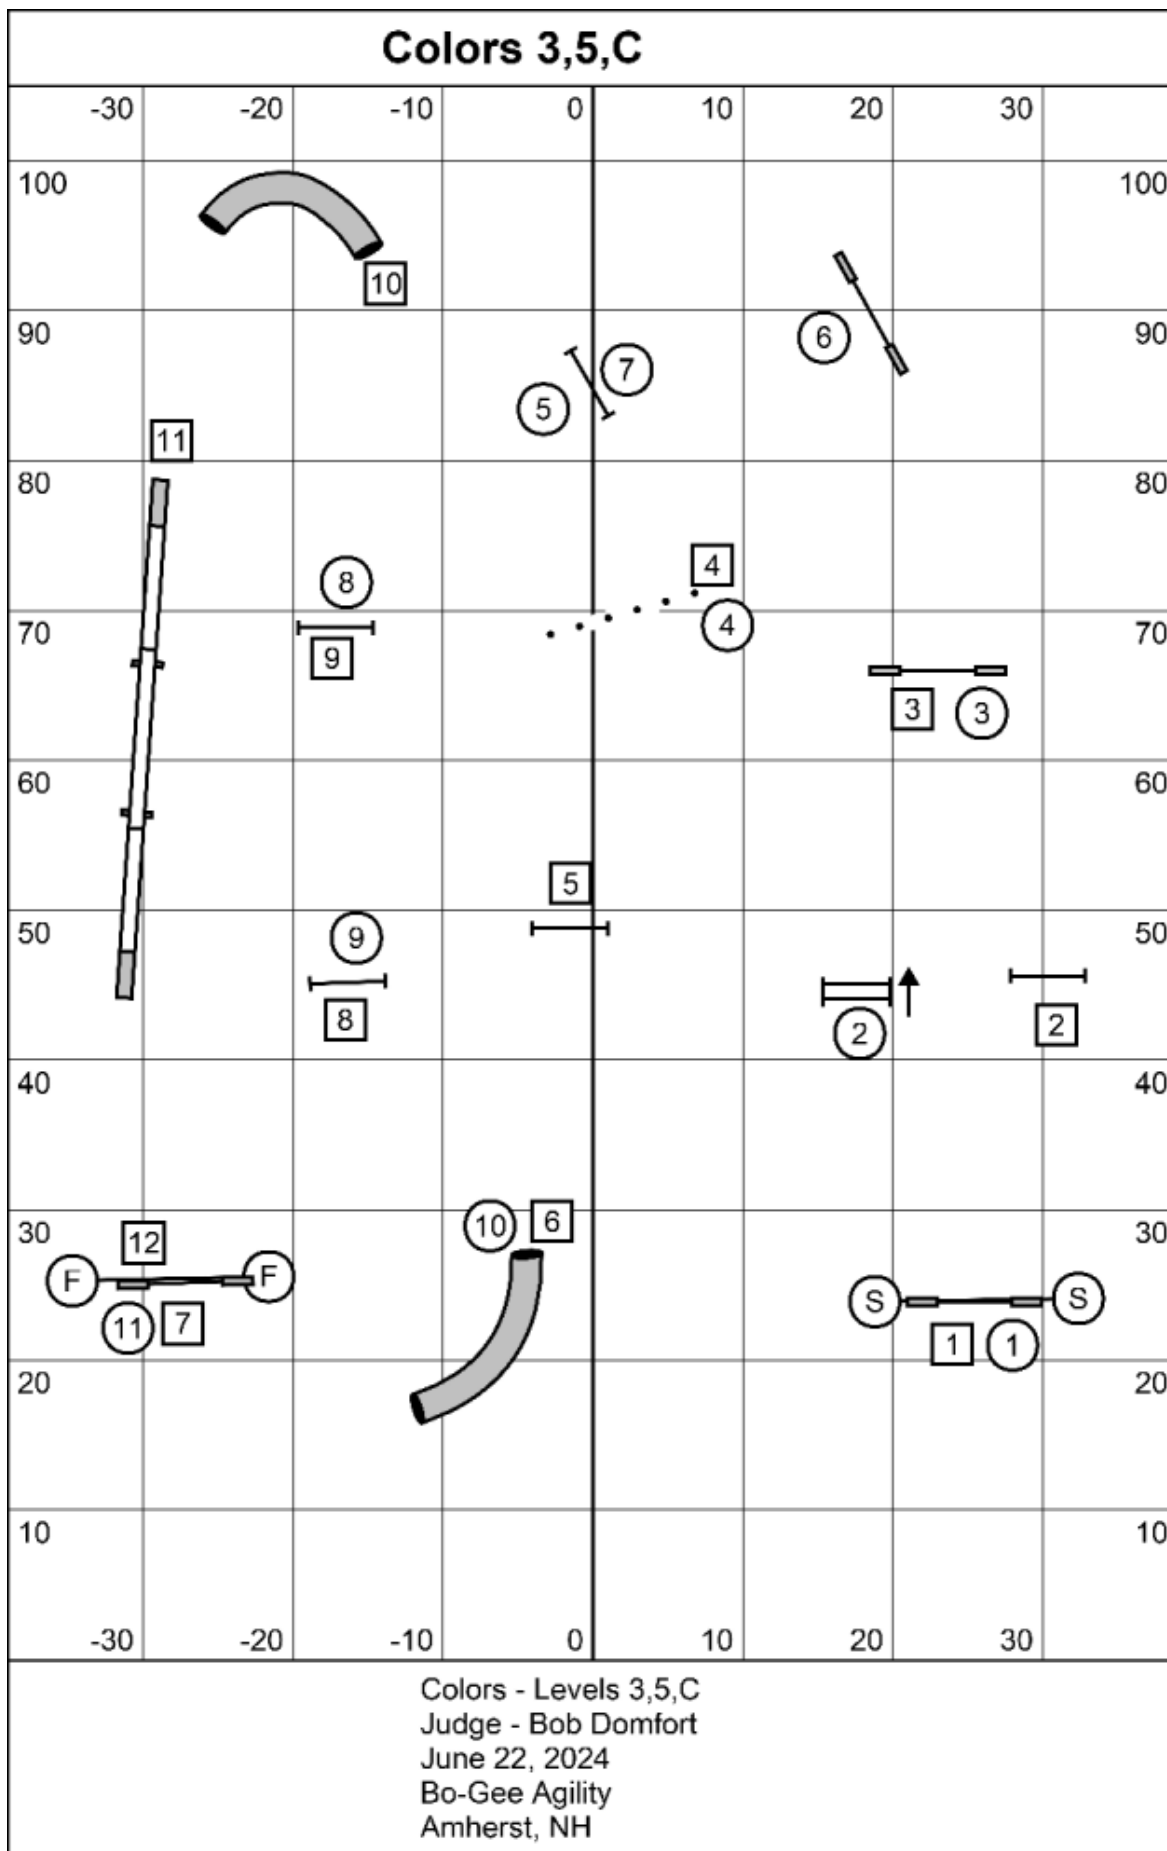 Colors 3,5,C
-30 -20 -10 0 10 20 30
100 100
10
90 90
6
7
5
11
80 80
4
8
4
70 70
9
3 3
60 60
5
50 50
9
8
2
2
40 40
10 6
30 30
12
F F
S S
11 7
1 1
20 20
10 10
-30 -20 -10 0 10 20 30
Colors - Levels 3,5,C
Judge - Bob Domfort
June 22, 2024
Bo-Gee Agility
Amherst, NH